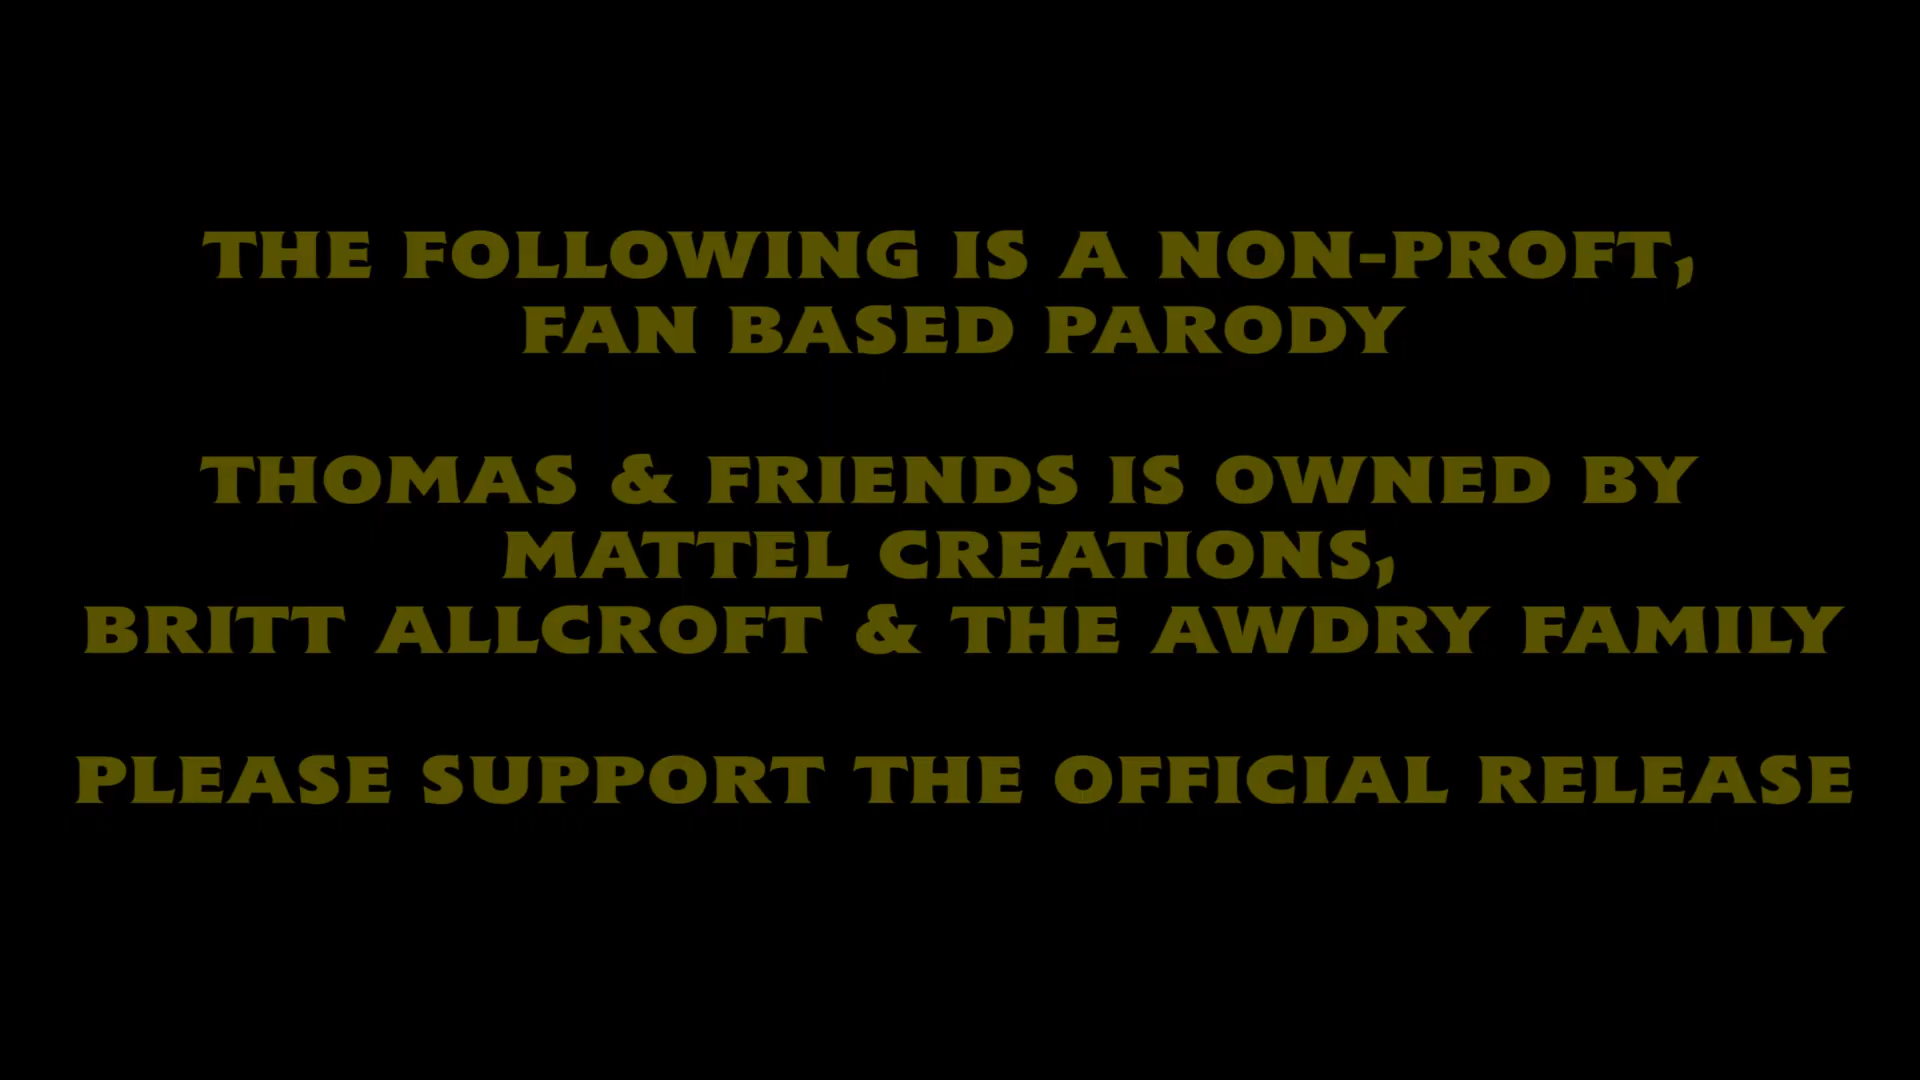 THE FOLLOWING IS A NON-PROFT,
FAN BASED PARODY
THOMAS & FRIENDS IS OWNED BY
MATTEL CREATIONS,
BRITT ALLCROFT & THE AWDRY FAMILY
PLEASE SUPPORT THE OFFICIAL RELEASE